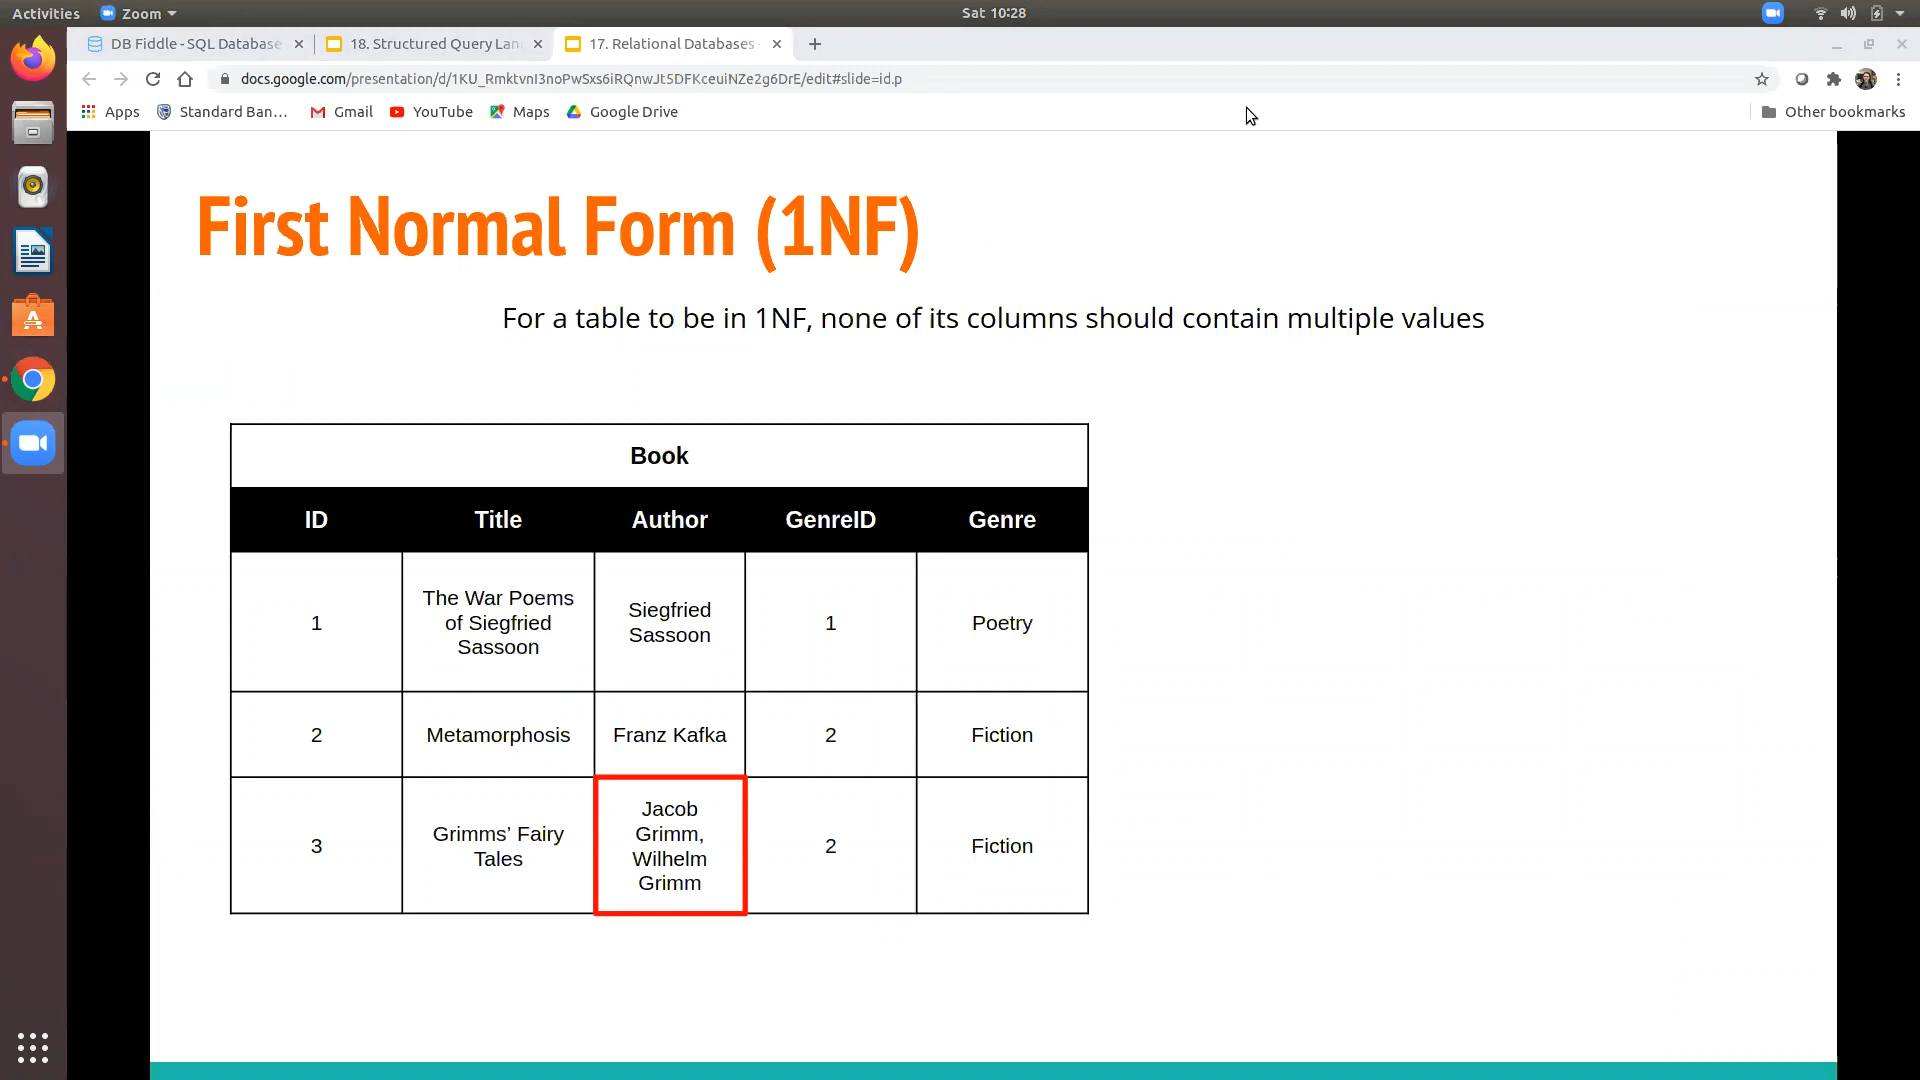 Activities
Zoom
Sat 10:28
DB Fiddle - SQL Database
18. Structured Query Lan
17. Relational Databases
docs.google.com/presentation/d/1KU_RmktvnI3noPwSxs6iRQnwJt5DFKceuiNZe2g6DrE/edit#slide=id.p
Apps
Standard Ban...
Gmail
YouTube
Maps
Google Drive
Other bookmarks
First Normal Form (1NF)
For a table to be in 1NF, none of its columns should contain multiple values
Book
ID Title Author GenreID Genre
1
The War Poems
of Siegfried
Sassoon
Siegfried
Sassoon
1
Poetry
2
Metamorphosis
Franz Kafka
2
Fiction
3
Grimms’ Fairy
Tales
Jacob
Grimm,
Wilhelm
Grimm
2
Fiction